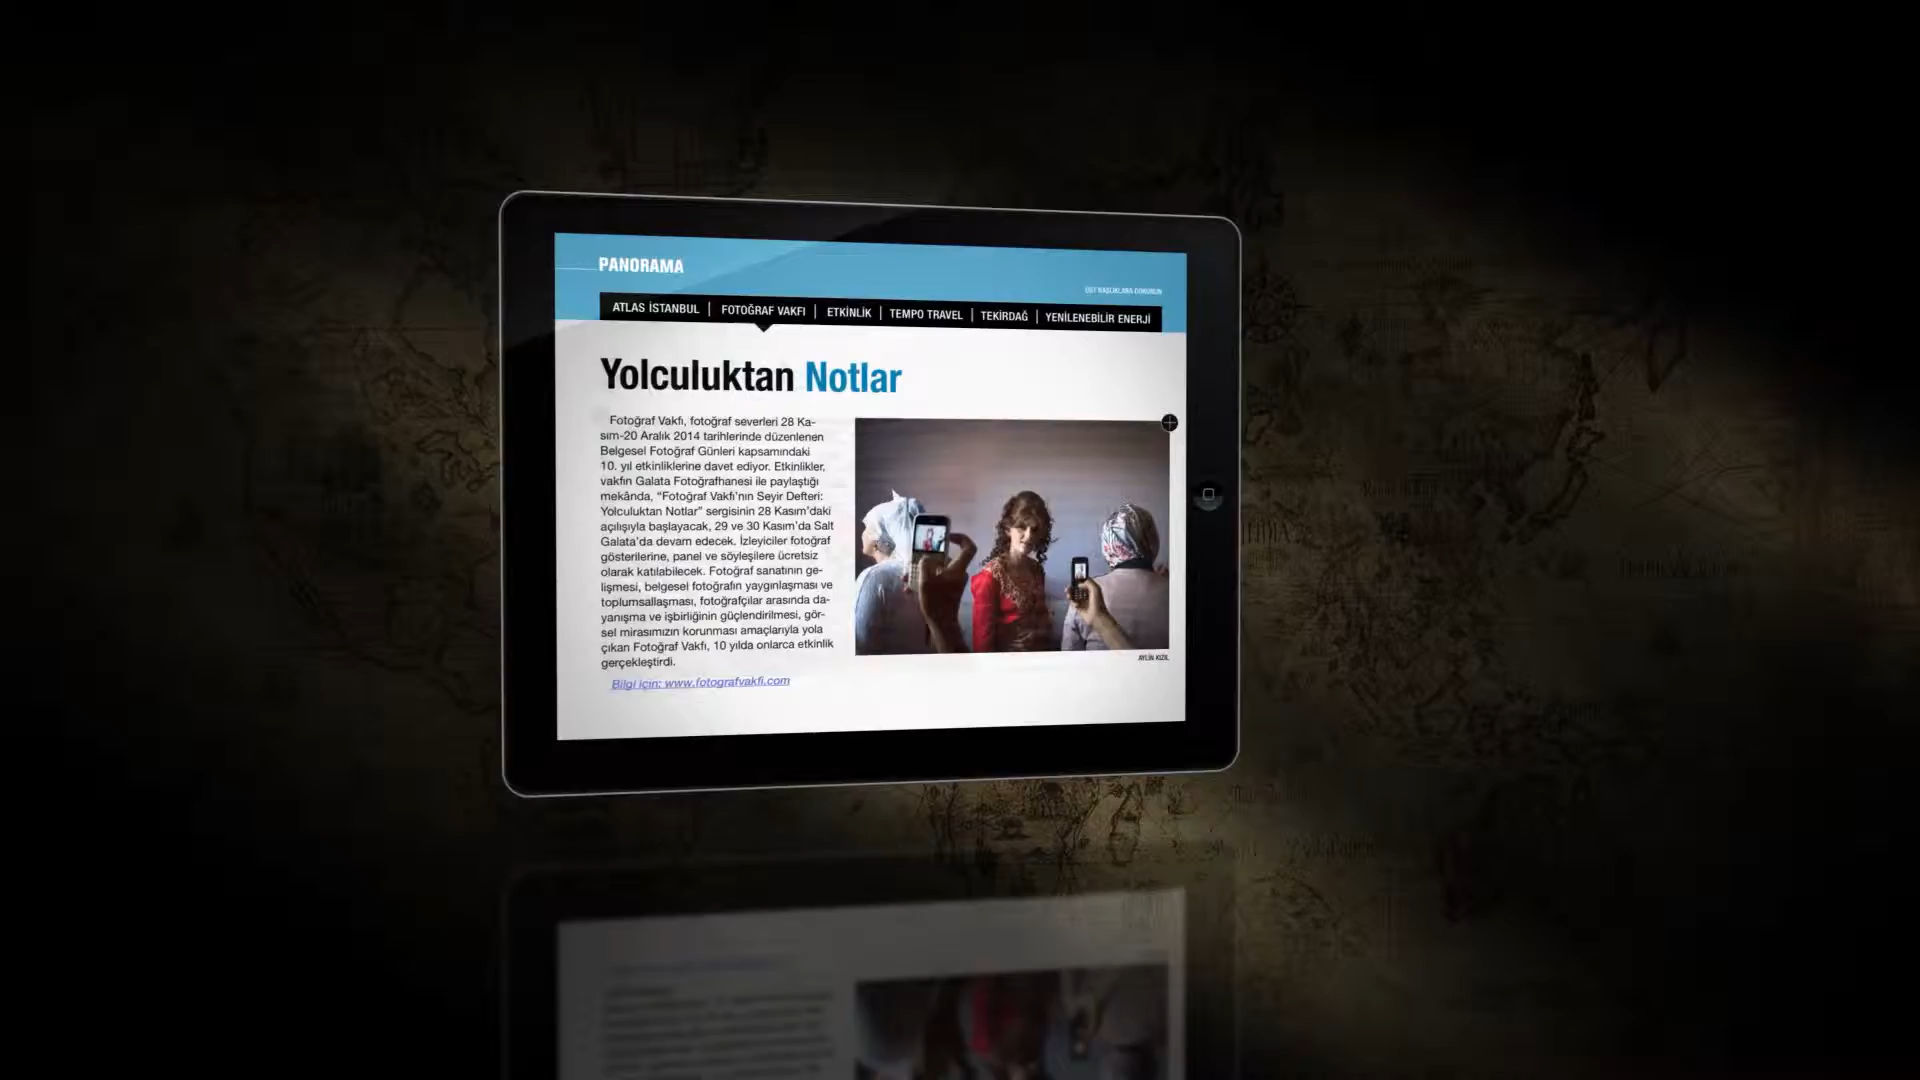 PANORAMA
ÜST BAŞLIKLARA DOKUNUN
ATLAS İSTANBUL | FOTOĞRAF VAKFI | ETKİNLİK | TEMPO TRAVEL | TEKİRDAĞ | YENİLENEBİLİR ENERJİ
Yolculuktan Notlar
Fotoğraf Vakfı, fotoğraf severleri 28 Ka-
sım-20 Aralık 2014 tarihlerinde düzenlenen
Belgesel Fotoğraf Günleri kapsamındaki
10. yıl etkinliklerine davet ediyor. Etkinlikler,
vakfın Galata Fotoğrafhanesi ile paylaştığı
mekânda, “Fotoğraf Vakfı’nın Seyir Defteri:
Yolculuktan Notlar” sergisinin 28 Kasım’daki
açılışıyla başlayacak, 29 ve 30 Kasım’da Salt
Galata’da devam edecek. İzleyiciler fotoğraf
gösterilerine, panel ve söyleşilere ücretsiz
olarak katılabilecek. Fotoğraf sanatının ge-
lişmesi, belgesel fotoğrafın yaygınlaşması ve
toplumsallaşması, fotoğrafçılar arasında da-
yanışma ve işbirliğinin güçlendirilmesi, gör-
sel mirasımızın korunması amaçlarıyla yola
çıkan Fotoğraf Vakfı, 10 yılda onlarca etkinlik
gerçekleştirdi.
AYLİN KIZIL
Bilgi için: www.fotografvakfi.com